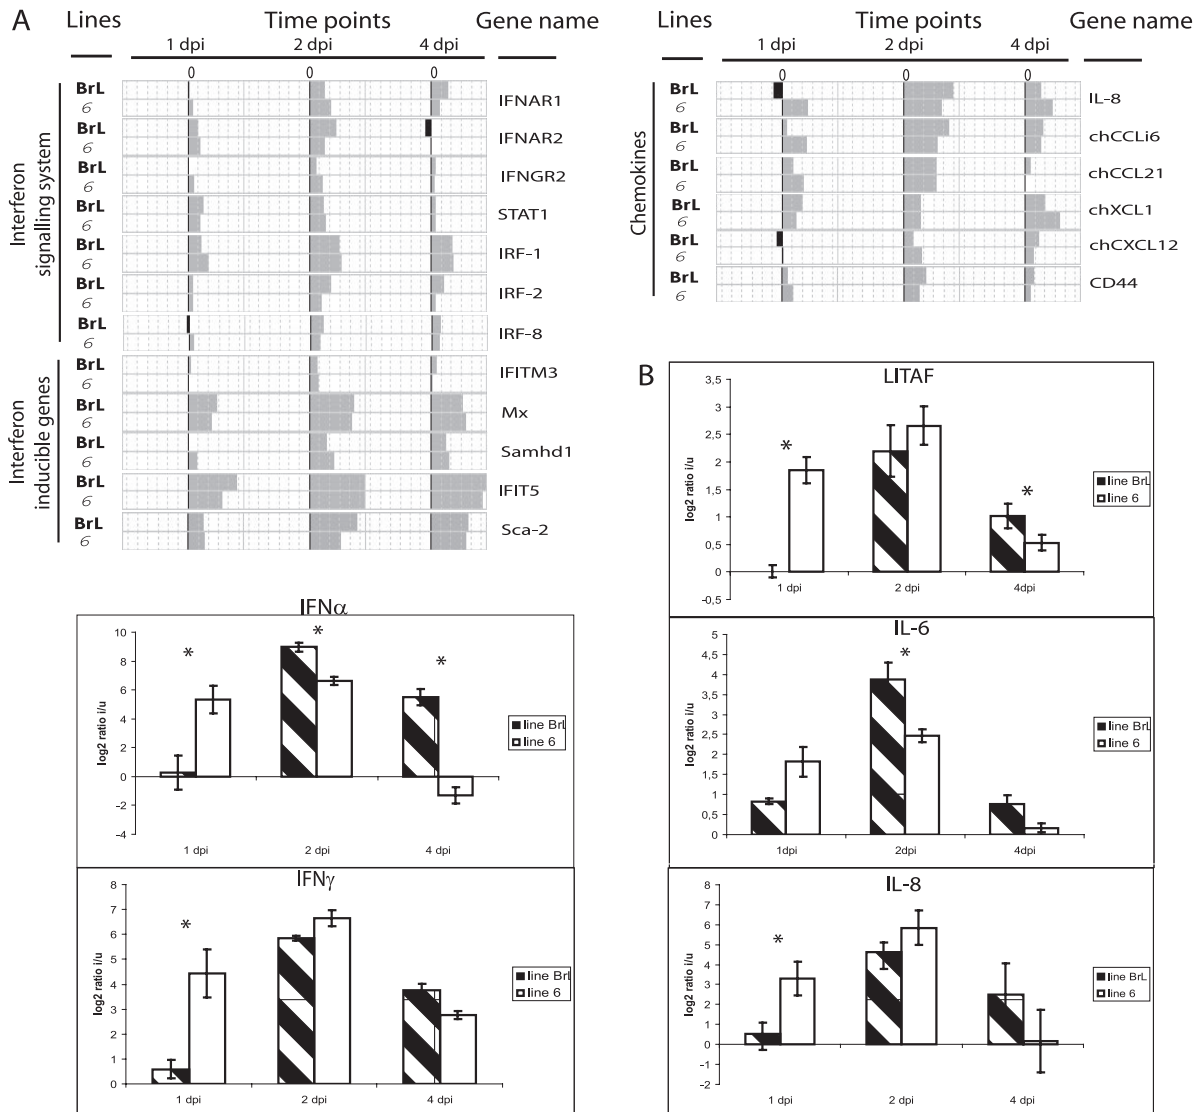 A
Lines Time points Gene name
1 dpi 2 dpi 4 dpi
0 0 0
Interferon signalling system
BrL
6
IFNAR1
BrL
6
IFNAR2
BrL
6
IFNGR2
BrL
6
STAT1
BrL
6
IRF-1
BrL
6
IRF-2
BrL
6
IRF-8
Interferon inducible genes
BrL
6
IFITM3
BrL
6
Mx
BrL
6
Samhd1
BrL
6
IFIT5
BrL
6
Sca-2
Lines Time points Gene name
1 dpi 2 dpi 4 dpi
0 0 0
Chemokines
BrL
6
IL-8
BrL
6
chCCLi6
BrL
6
chCCL21
BrL
6
chXCL1
BrL
6
chCXCL12
BrL
6
CD44
IFNα
log2 ratio i/u
10
8
6
4
2
0
-2
-4
* * *
1 dpi 2 dpi 4 dpi
line BrL
line 6
IFNγ
log2 ratio i/u
8
7
6
5
4
3
2
1
0
*
1 dpi 2 dpi 4 dpi
line BrL
line 6
B
LITAF
log2 ratio i/u
3,5
3
2,5
2
1,5
1
0,5
0
-0,5
* *
1 dpi 2 dpi 4dpi
line BrL
line 6
IL-6
log2 ratio i/u
5
4,5
4
3,5
3
2,5
2
1,5
1
0,5
0
*
1dpi 2dpi 4dpi
line BrL
line 6
IL-8
log2 ratio i/u
8
7
6
5
4
3
2
1
0
-1
-2
*
1 dpi 2 dpi 4 dpi
line BrL
line 6